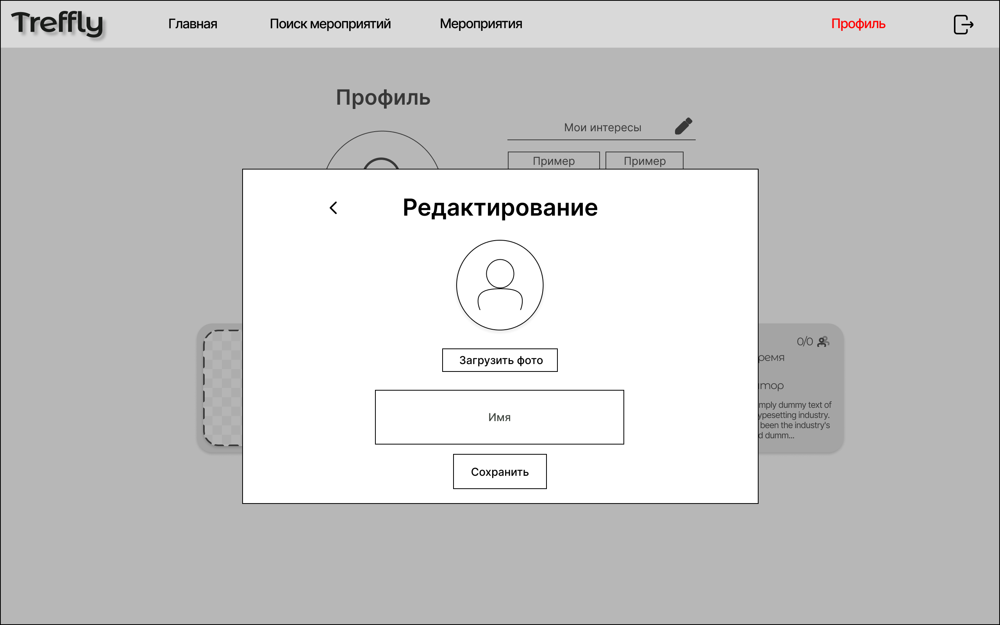 Treffly
Главная
Поиск мероприятий
Мероприятия
Профиль
Профиль
Мои интересы
Пример
Пример
Редактирование
Загрузить фото
Имя
Сохранить
0/0
ремя
mply dummy text of
ypesetting industry.
been the industry's
d dumm...